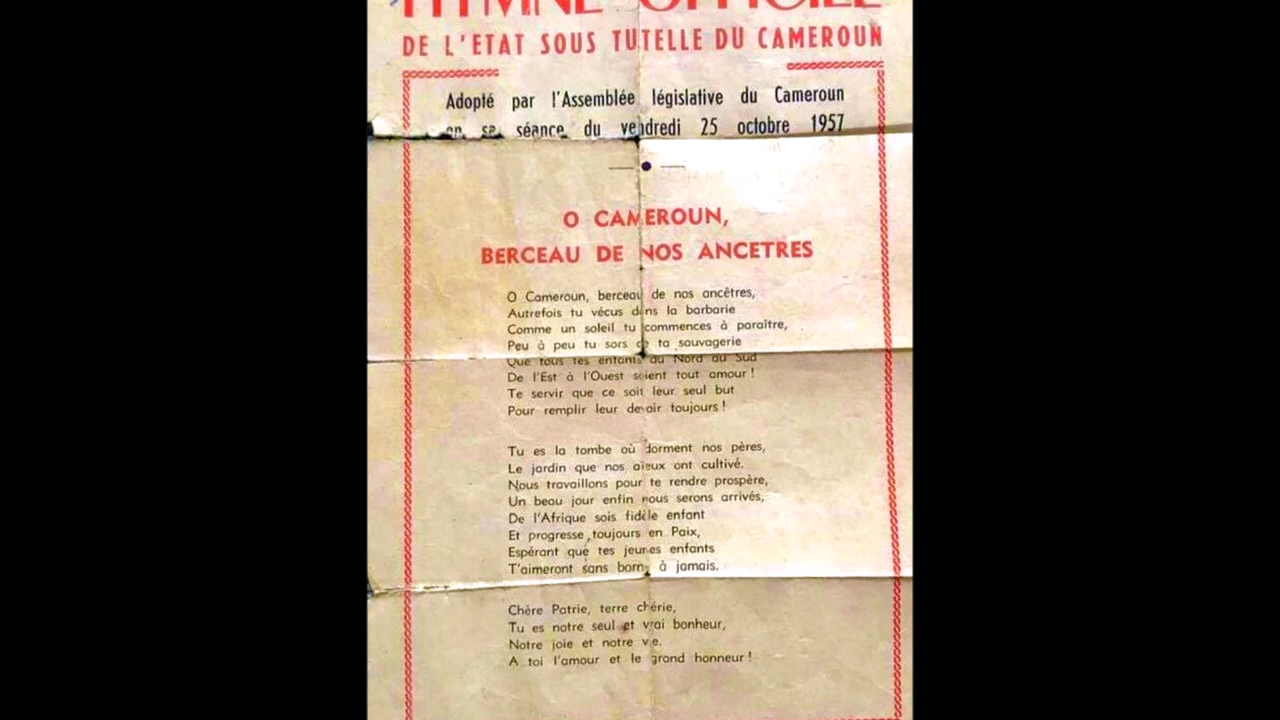 HYMNE OFFICIEL
DE L'ETAT SOUS TUTELLE DU CAMEROUN
Adopté par l'Assemblée législative du Cameroun
en sa séance du vendredi 25 octobre 1957
O CAMEROUN,
BERCEAU DE NOS ANCETRES
O Cameroun, berceau de nos ancêtres,
Autrefois tu vécus dans la barbarie
Comme un soleil tu commences à paraître,
Peu à peu tu sors de ta sauvagerie
Que tous tes enfants du Nord au Sud
De l'Est à l'Ouest soient tout amour !
Te servir que ce soit leur seul but
Pour remplir leur devoir toujours !
Tu es la tombe où dorment nos pères,
Le jardin que nos aïeux ont cultivé.
Nous travaillons pour te rendre prospère,
Un beau jour enfin nous serons arrivés,
De l'Afrique sois fidèle enfant
Et progresse toujours en Paix,
Espérant que tes jeunes enfants
T'aimeront sans born à jamais.
Chère Patrie, terre chérie,
Tu es notre seul et vrai bonheur,
Notre joie et notre vie.
A toi l'amour et le grand honneur !